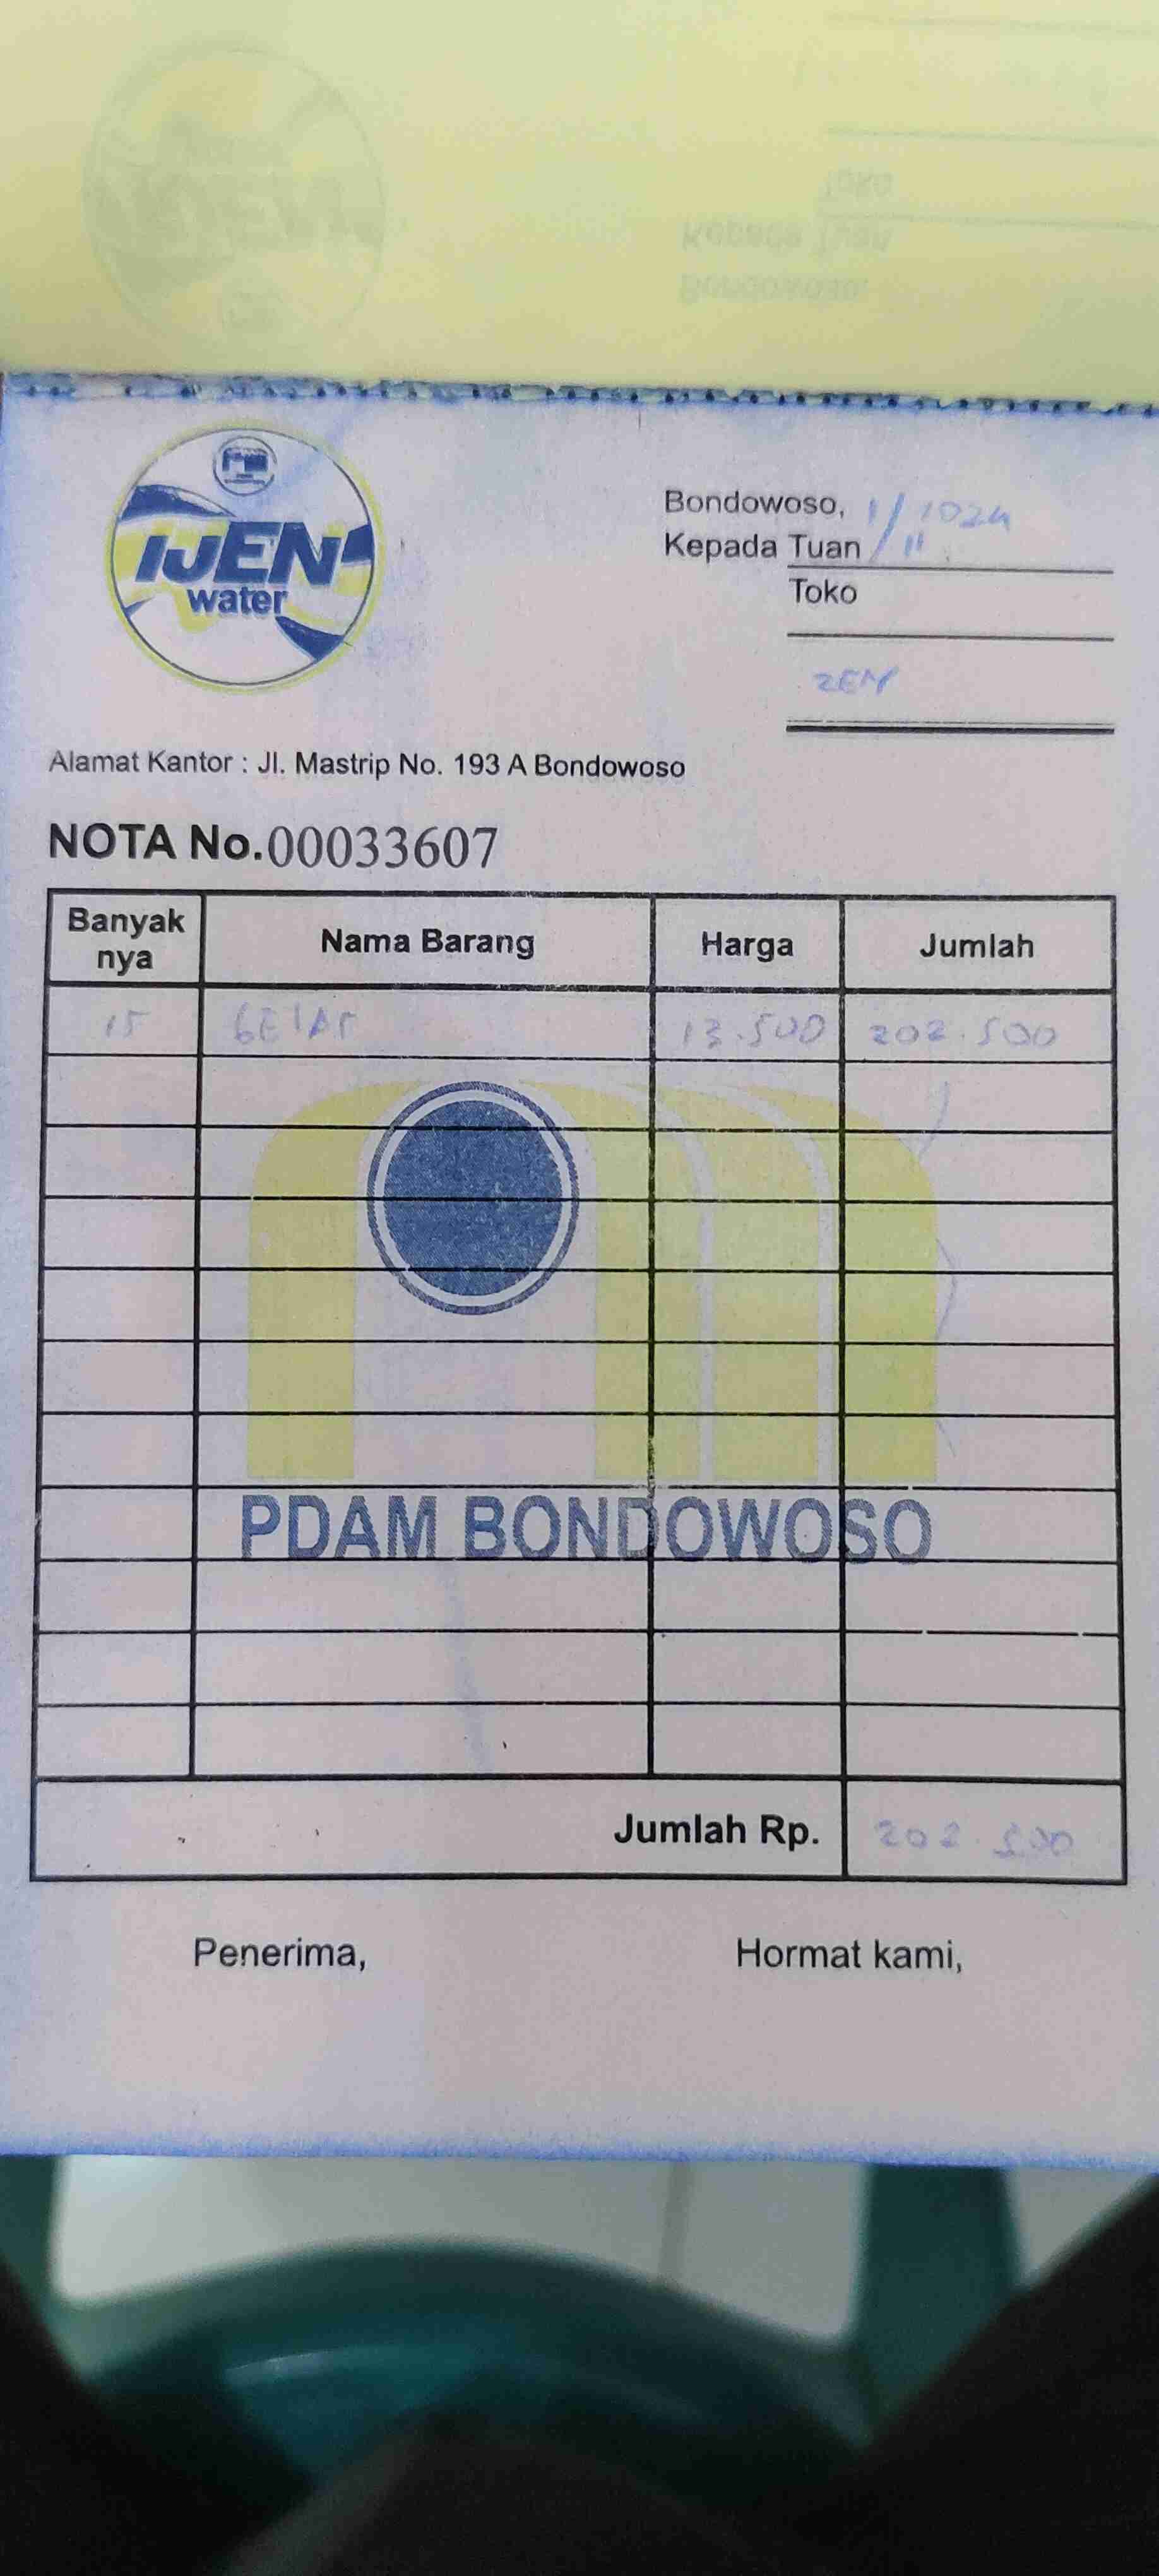 IJEN
water
Bondowoso, 1/11 2024
Kepada Tuan
Toko
ZEN
Alamat Kantor : Jl. Mastrip No. 193 A Bondowoso
NOTA No. 00033607
Banyak nya Nama Barang Harga Jumlah
15 GELAS 13.500 202.500
PDAM BONDOWOSO
Jumlah Rp. 202.500
Penerima, Hormat kami,